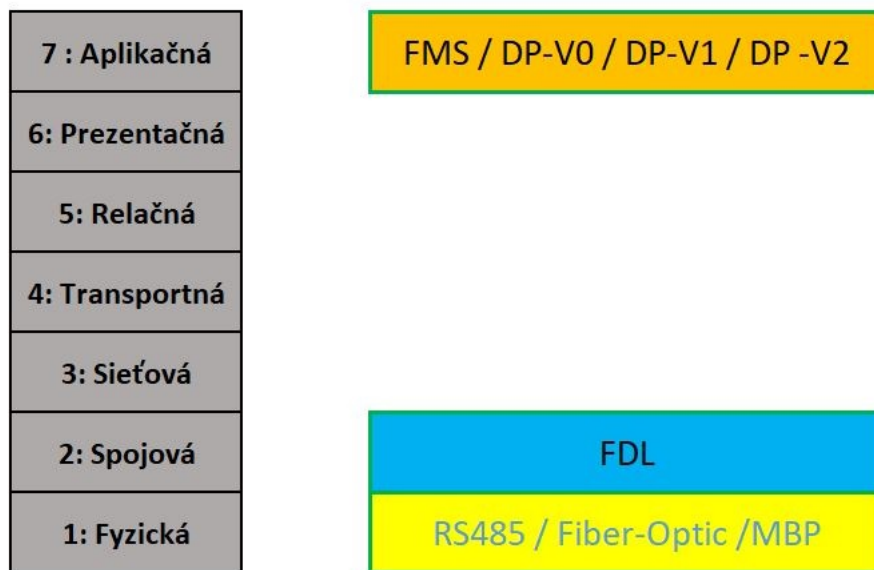 7 : Aplikačná
FMS / DP-V0 / DP-V1 / DP -V2
6: Prezentačná
5: Relačná
4: Transportná
3: Sieťová
2: Spojová
FDL
1: Fyzická
RS485 / Fiber-Optic /MBP